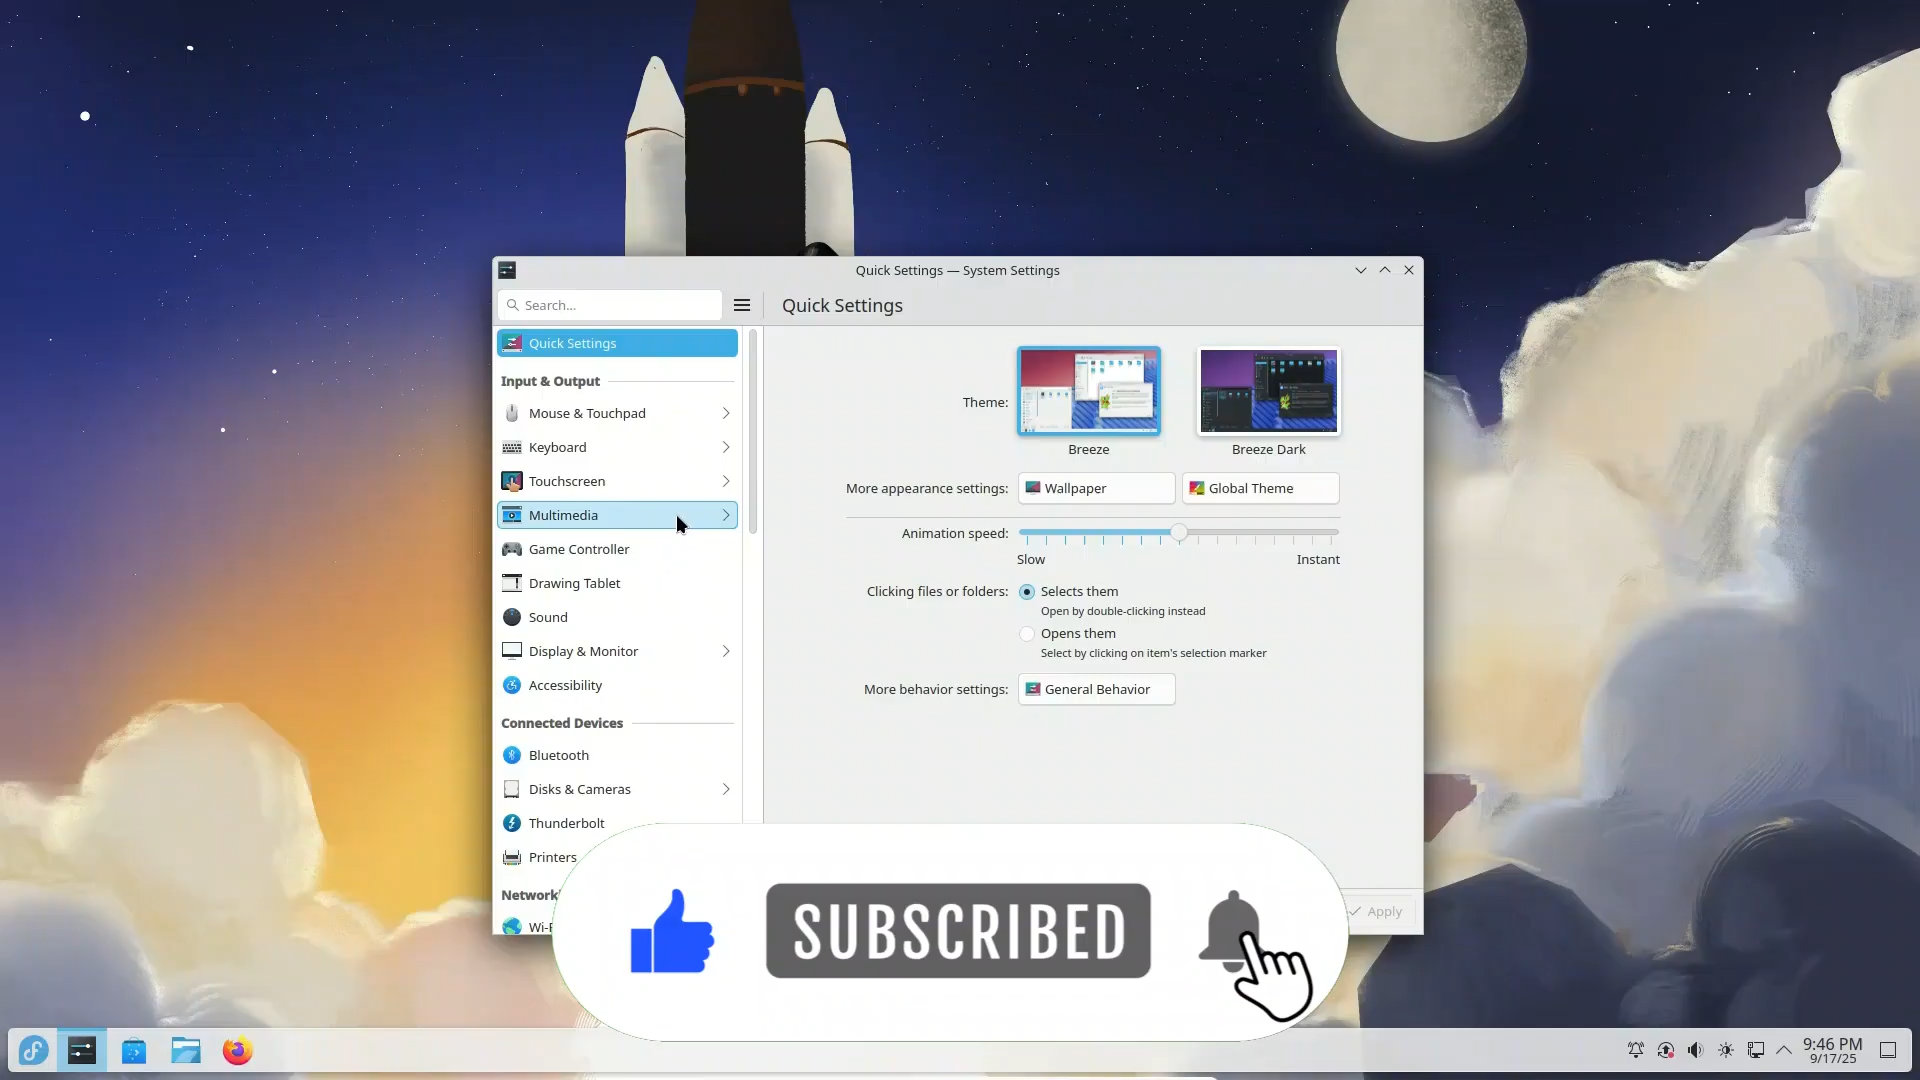 Quick Settings — System Settings
Search...
Quick Settings
Quick Settings
Input & Output
Mouse & Touchpad
Keyboard
Touchscreen
Multimedia
Game Controller
Drawing Tablet
Sound
Display & Monitor
Accessibility
Connected Devices
Bluetooth
Disks & Cameras
Thunderbolt
Printers
Network
Wi-F
Theme:
Breeze
Breeze Dark
More appearance settings:
Wallpaper
Global Theme
Animation speed:
Slow
Instant
Clicking files or folders:
Selects them
Open by double-clicking instead
Opens them
Select by clicking on item's selection marker
More behavior settings:
General Behavior
Apply
SUBSCRIBED
9:46 PM
9/17/25